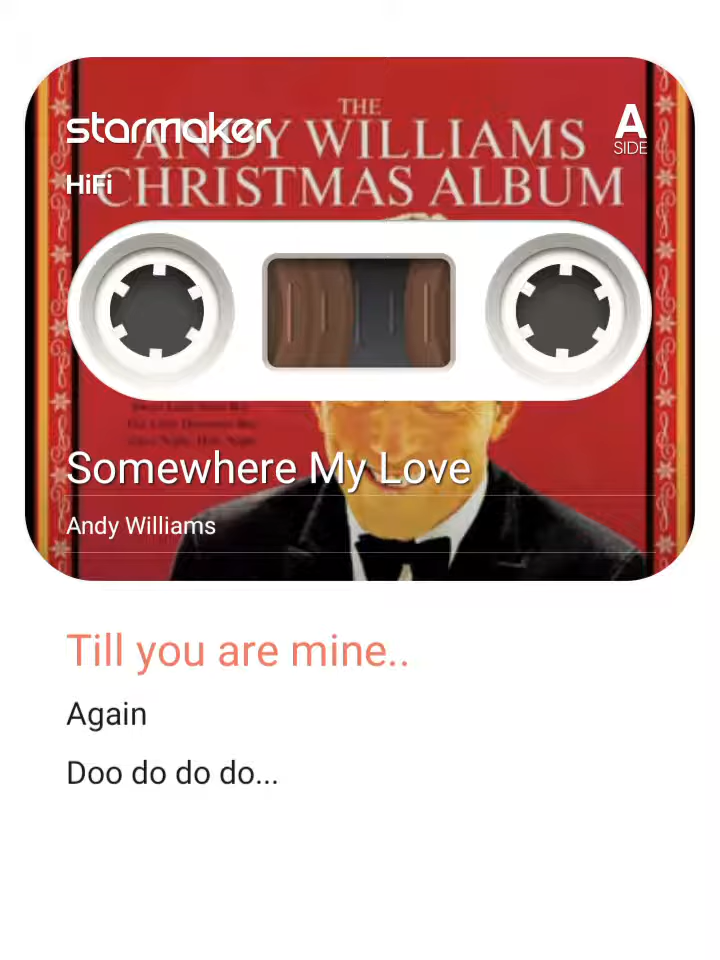 THE
ANDY WILLIAMS
CHRISTMAS ALBUM
starmaker
HiFi
A
SIDE
Somewhere My Love
Andy Williams
Till you are mine..
Again
Doo do do do...